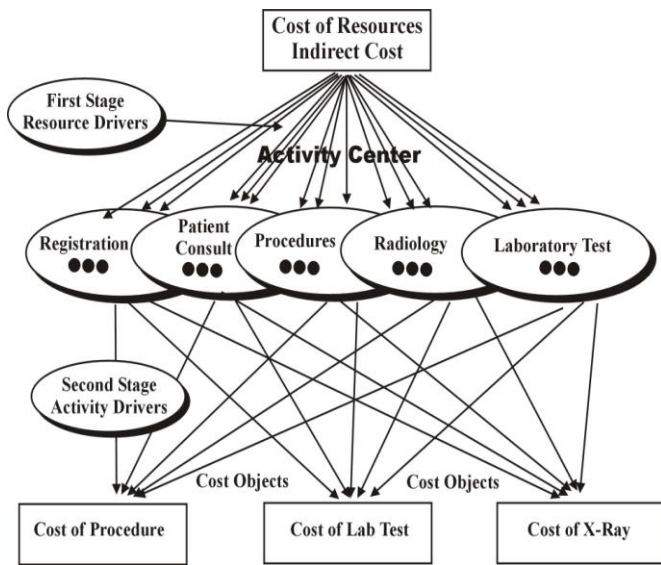 Cost of Resources
Indirect Cost
First Stage
Resource Drivers
Activity Center
Registration
Patient
Consult
Procedures
Radiology
Laboratory Test
Second Stage
Activity Drivers
Cost Objects
Cost Objects
Cost of Procedure
Cost of Lab Test
Cost of X-Ray